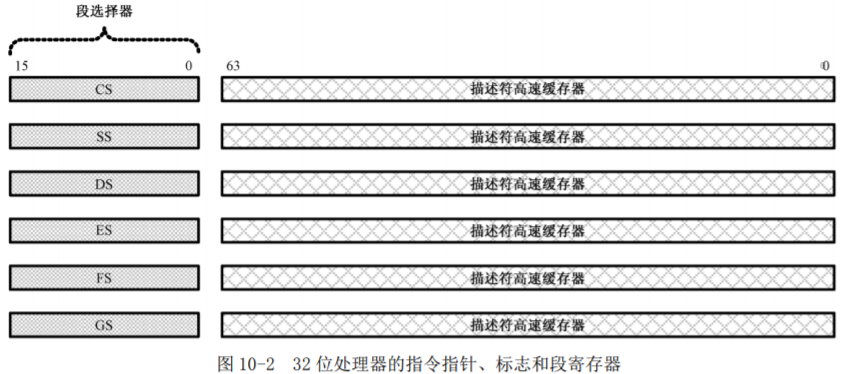 段选择器
15 0 63 0
CS 描述符高速缓存器
SS 描述符高速缓存器
DS 描述符高速缓存器
ES 描述符高速缓存器
FS 描述符高速缓存器
GS 描述符高速缓存器
图 10-2 32 位处理器的指令指针、标志和段寄存器